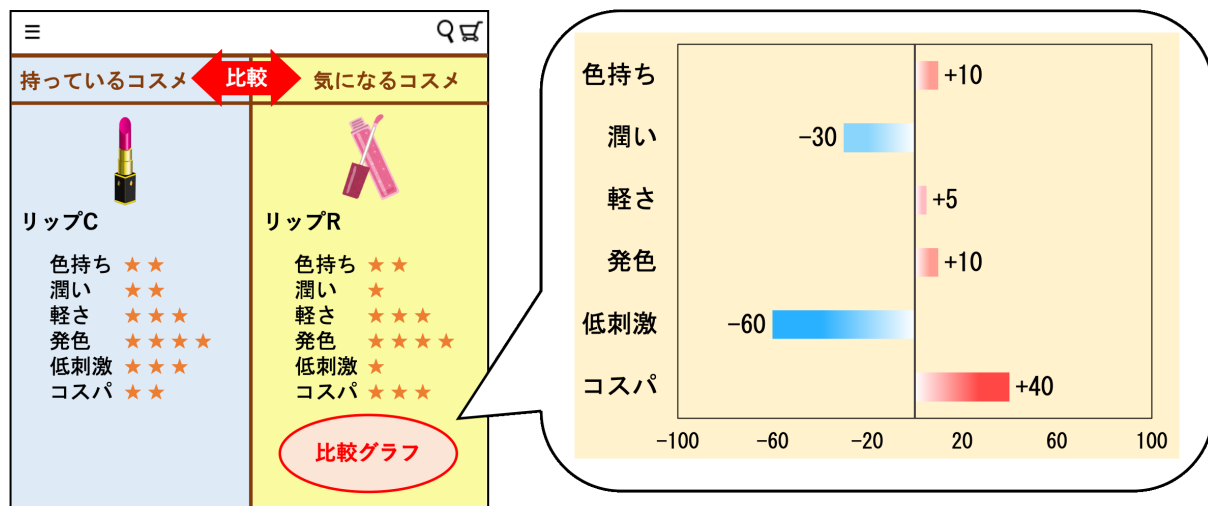 ☰
持っているコスメ
比較
気になるコスメ
リップC
色持ち ★★
潤い ★★
軽さ ★★★
発色 ★★★★
低刺激 ★★★
コスパ ★★
リップR
色持ち ★★
潤い ★
軽さ ★★★
発色 ★★★★
低刺激 ★
コスパ ★★★
比較グラフ
色持ち +10
潤い −30
軽さ +5
発色 +10
低刺激 −60
コスパ +40
−100 −60 −20 20 60 100